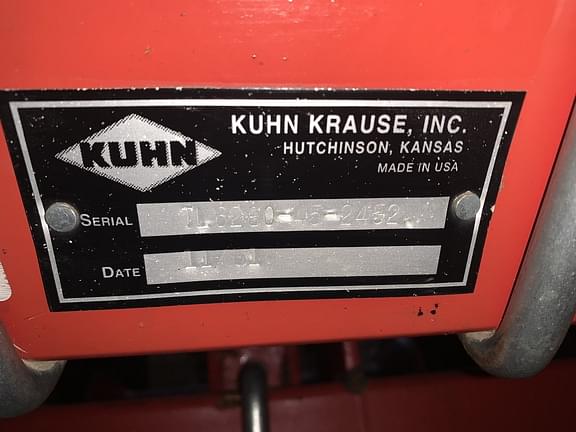 KUHN
KUHN KRAUSE, INC.
HUTCHINSON, KANSAS
MADE IN USA
SERIAL
DATE